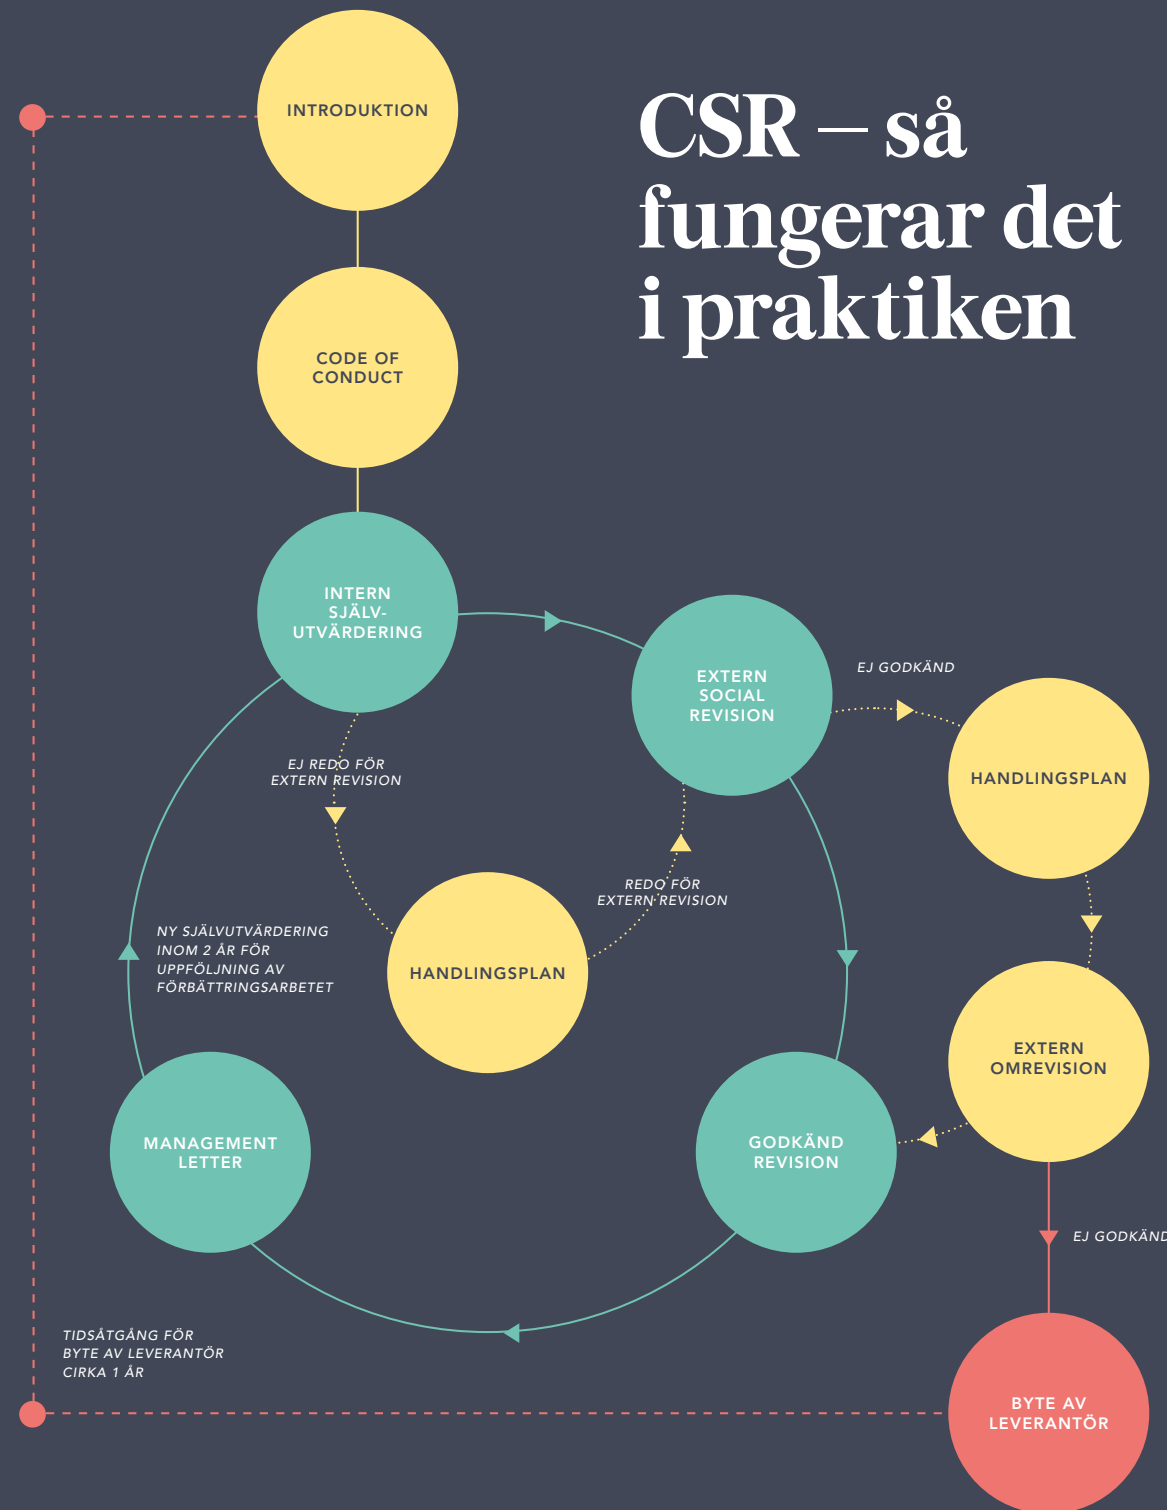 INTRODUKTION
CSR – så
fungerar det
i praktiken
CODE OF
CONDUCT
INTERN
SJÄLV-
UTVÄRDERING
EXTERN
SOCIAL
REVISION
EJ GODKÄND
HANDLINGSPLAN
EJ REDO FÖR
EXTERN REVISION
REDO FÖR
EXTERN REVISION
HANDLINGSPLAN
NY SJÄLVUTVÄRDERING
INOM 2 ÅR FÖR
UPPFÖLJNING AV
FÖRBÄTTRINGSARBETET
EXTERN
OMREVISION
MANAGEMENT
LETTER
GODKÄND
REVISION
EJ GODKÄND
TIDSÅTGÅNG FÖR
BYTE AV LEVERANTÖR
CIRKA 1 ÅR
BYTE AV
LEVERANTÖR